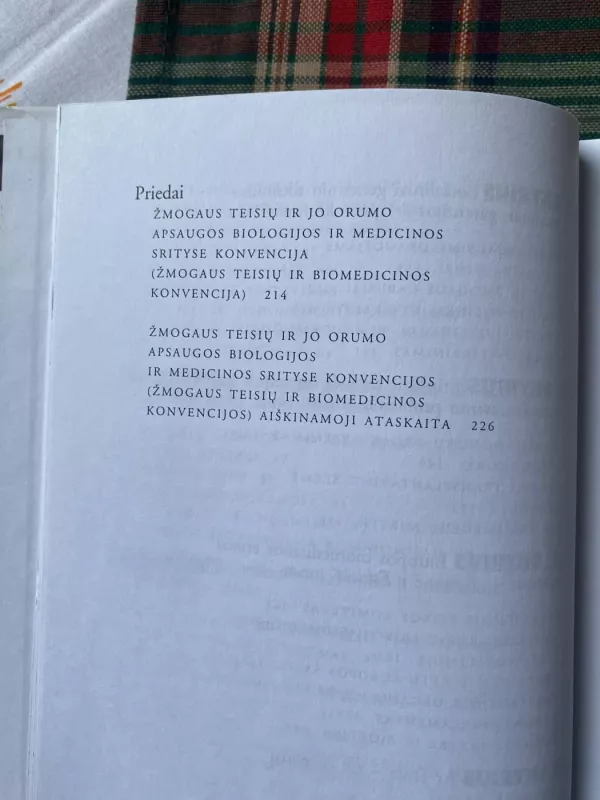 Priedai
ŽMOGAUS TEISIŲ IR JO ORUMO
APSAUGOS BIOLOGIJOS IR MEDICINOS
SRITYSE KONVENCIJA
(ŽMOGAUS TEISIŲ IR BIOMEDICINOS
KONVENCIJA) 214
ŽMOGAUS TEISIŲ IR JO ORUMO
APSAUGOS BIOLOGIJOS
IR MEDICINOS SRITYSE KONVENCIJOS
(ŽMOGAUS TEISIŲ IR BIOMEDICINOS
KONVENCIJOS) AIŠKINAMOJI ATASKAITA 226